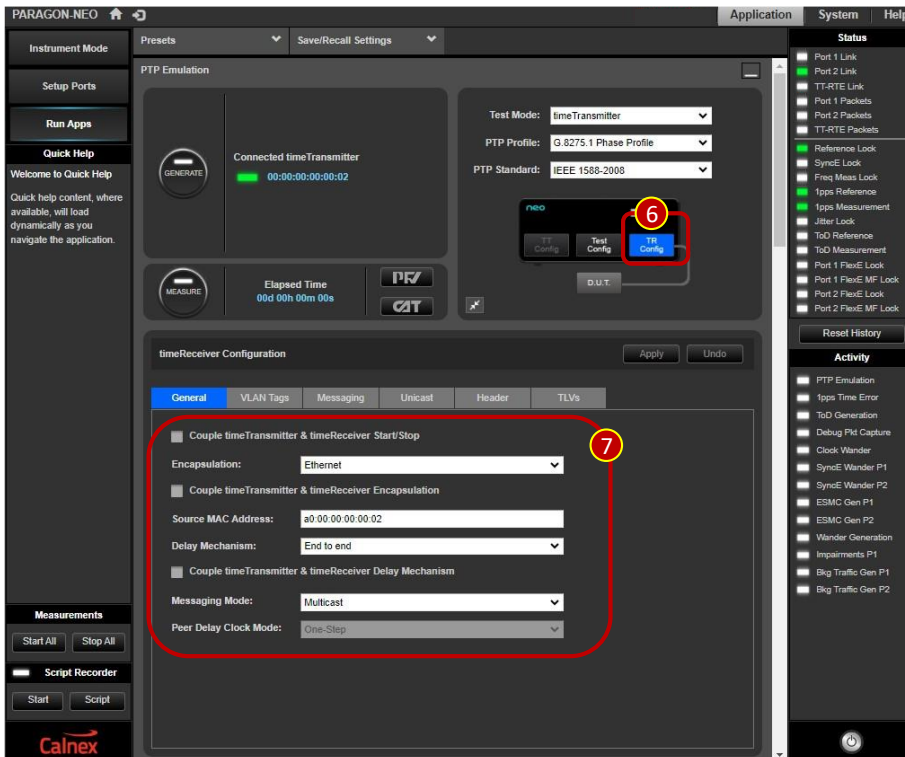 PARAGON-NEO
Application System Help
Instrument Mode
Setup Ports
Run Apps
Quick Help
Welcome to Quick Help
Quick help content, where
available, will load
dynamically as you
navigate the application.
Measurements
Start All Stop All
Script Recorder
Start Script
Calnex
Presets Save/Recall Settings
PTP Emulation
GENERATE
Connected timeTransmitter
00:00:00:00:00:02
MEASURE
Elapsed Time
00d 00h 00m 00s
PFV
CAT
Test Mode: timeTransmitter
PTP Profile: G.8275.1 Phase Profile
PTP Standard: IEEE 1588-2008
neo
6
TT Config
Test Config
TR Config
D.U.T.
timeReceiver Configuration Apply Undo
General VLAN Tags Messaging Unicast Header TLVs
7
Couple timeTransmitter & timeReceiver Start/Stop
Encapsulation: Ethernet
Couple timeTransmitter & timeReceiver Encapsulation
Source MAC Address: a0:00:00:00:00:02
Delay Mechanism: End to end
Couple timeTransmitter & timeReceiver Delay Mechanism
Messaging Mode: Multicast
Peer Delay Clock Mode: One-Step
Status
Port 1 Link
Port 2 Link
TT-RTE Link
Port 1 Packets
Port 2 Packets
TT-RTE Packets
Reference Lock
SyncE Lock
Freq Meas Lock
1pps Reference
1pps Measurement
Jitter Lock
ToD Reference
ToD Measurement
Port 1 FlexE Lock
Port 1 FlexE MF Lock
Port 2 FlexE Lock
Port 2 FlexE MF Lock
Reset History
Activity
PTP Emulation
1pps Time Error
ToD Generation
Debug Pkt Capture
Clock Wander
SyncE Wander P1
SyncE Wander P2
ESMC Gen P1
ESMC Gen P2
Wander Generation
Impairments P1
Bkg Traffic Gen P1
Bkg Traffic Gen P2